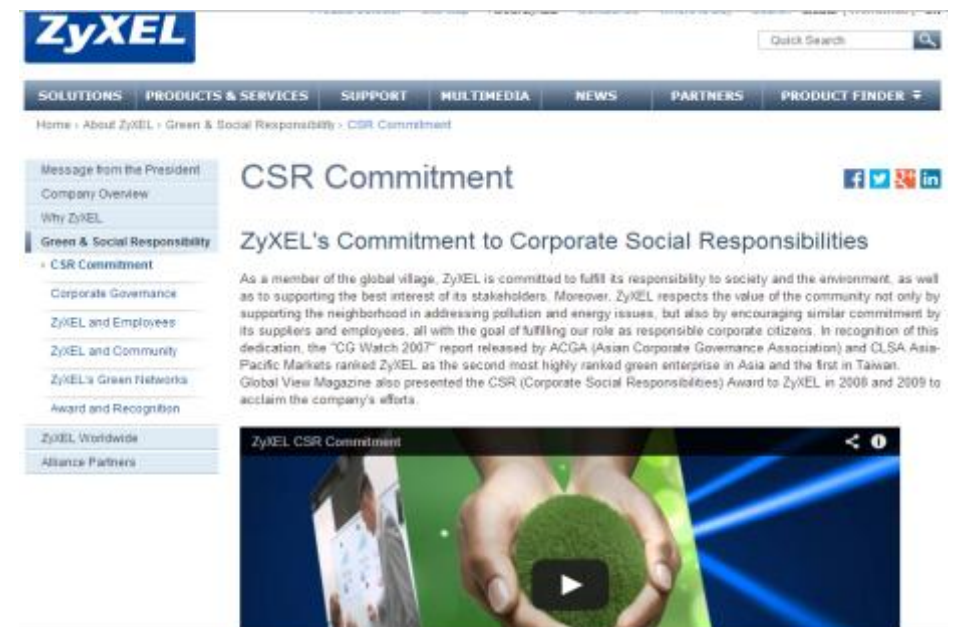 ZyXEL
Quick Search
SOLUTIONS PRODUCTS & SERVICES SUPPORT MULTIMEDIA NEWS PARTNERS PRODUCT FINDER
Home › About ZyXEL › Green & Social Responsibility › CSR Commitment
Message from the President
Company Overview
Why ZyXEL
Green & Social Responsibility
CSR Commitment
Corporate Governance
ZyXEL and Employees
ZyXEL and Community
ZyXEL's Green Networks
Award and Recognition
ZyXEL Worldwide
Alliance Partners
CSR Commitment
ZyXEL's Commitment to Corporate Social Responsibilities
As a member of the global village, ZyXEL is committed to fulfill its responsibility to society and the environment, as well
as to supporting the best interest of its stakeholders. Moreover, ZyXEL respects the value of the community not only by
supporting the neighborhood in addressing pollution and energy issues, but also by encouraging similar commitment by
its suppliers and employees, all with the goal of fulfilling our role as responsible corporate citizens. In recognition of this
dedication, the "CG Watch 2007" report released by ACGA (Asian Corporate Governance Association) and CLSA Asia-
Pacific Markets ranked ZyXEL as the second most highly ranked green enterprise in Asia and the first in Taiwan.
Global View Magazine also presented the CSR (Corporate Social Responsibilities) Award to ZyXEL in 2008 and 2009 to
acclaim the company's efforts.
ZyXEL CSR Commitment